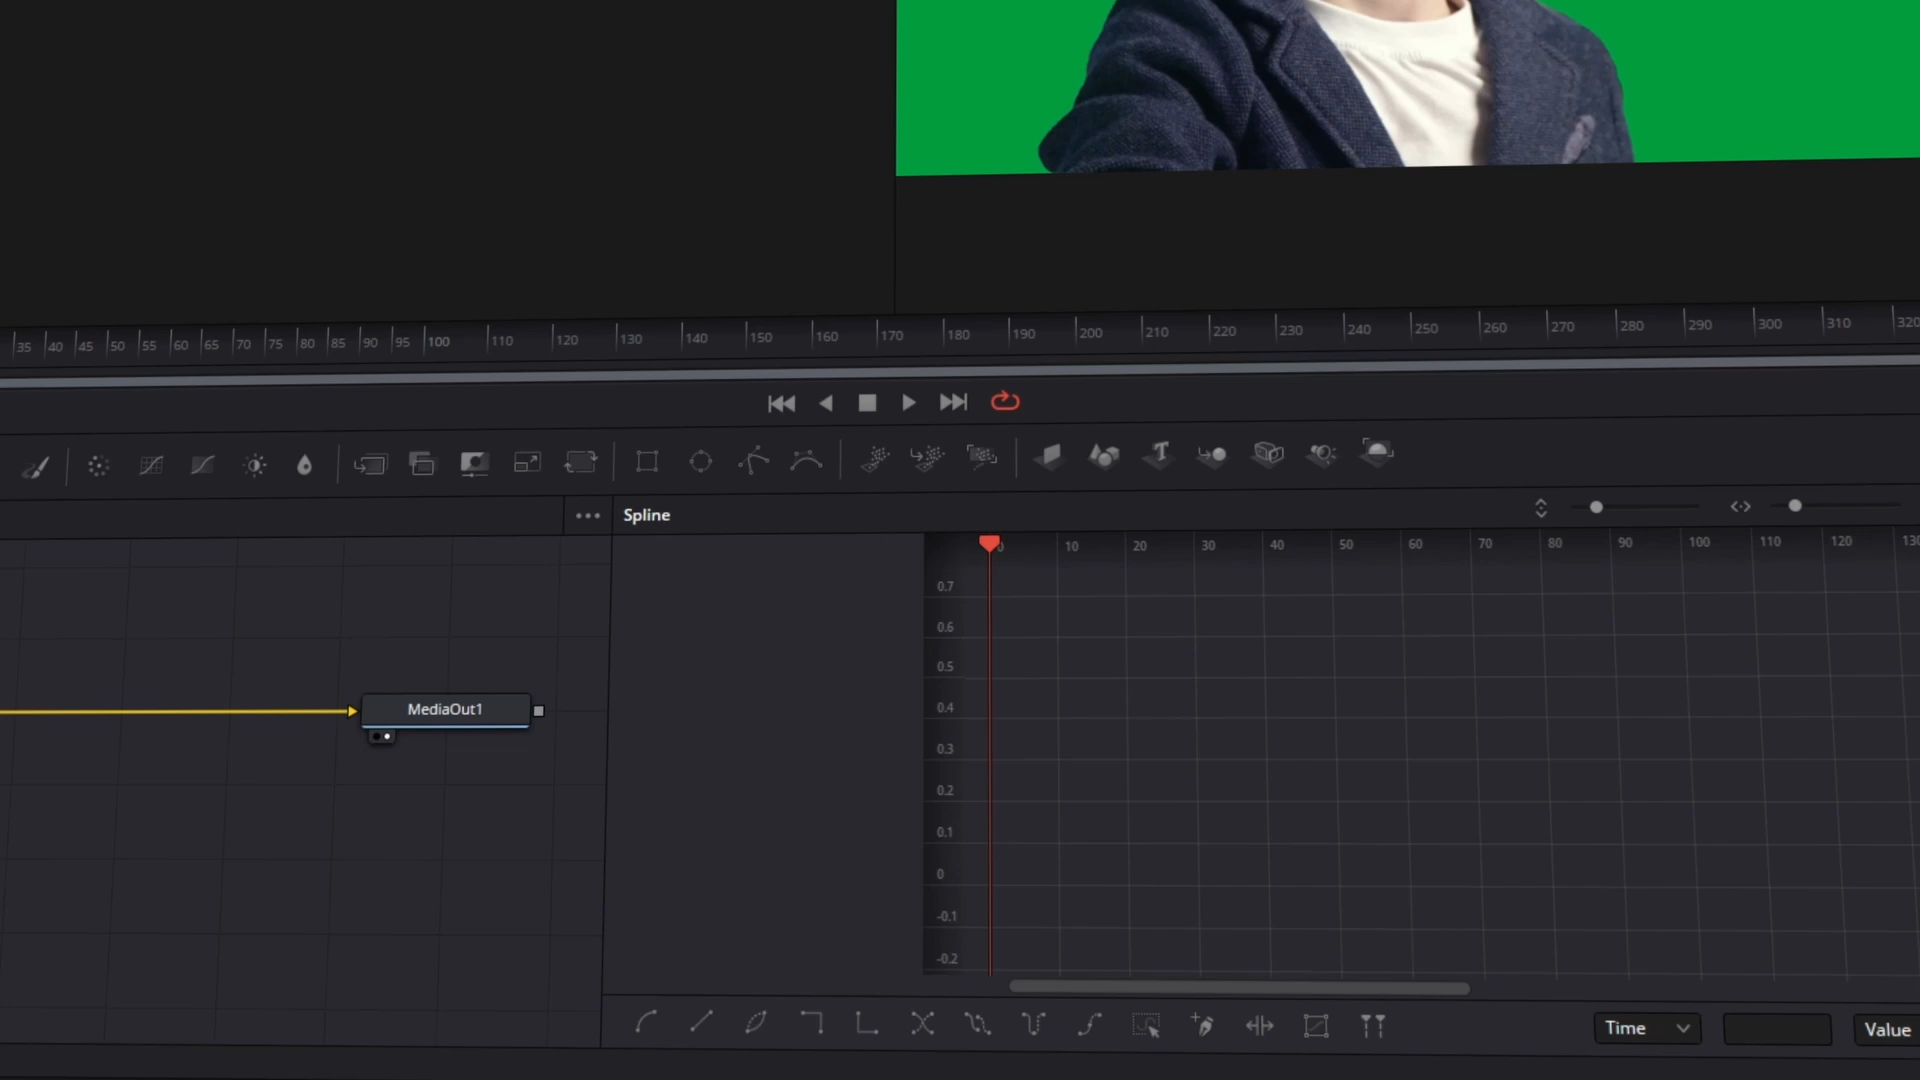 35 40 45 50 55 60 65 70 75 80 85 90 95 100 110 120 130 140 150 160 170 180 190 200 210 220 230 240 250 260 270 280 290 300 310 320
T
Spline
0 10 20 30 40 50 60 70 80 90 100 110 120 130
0.7
0.6
0.5
0.4
0.3
0.2
0.1
0
-0.1
-0.2
MediaOut1
Time
Value